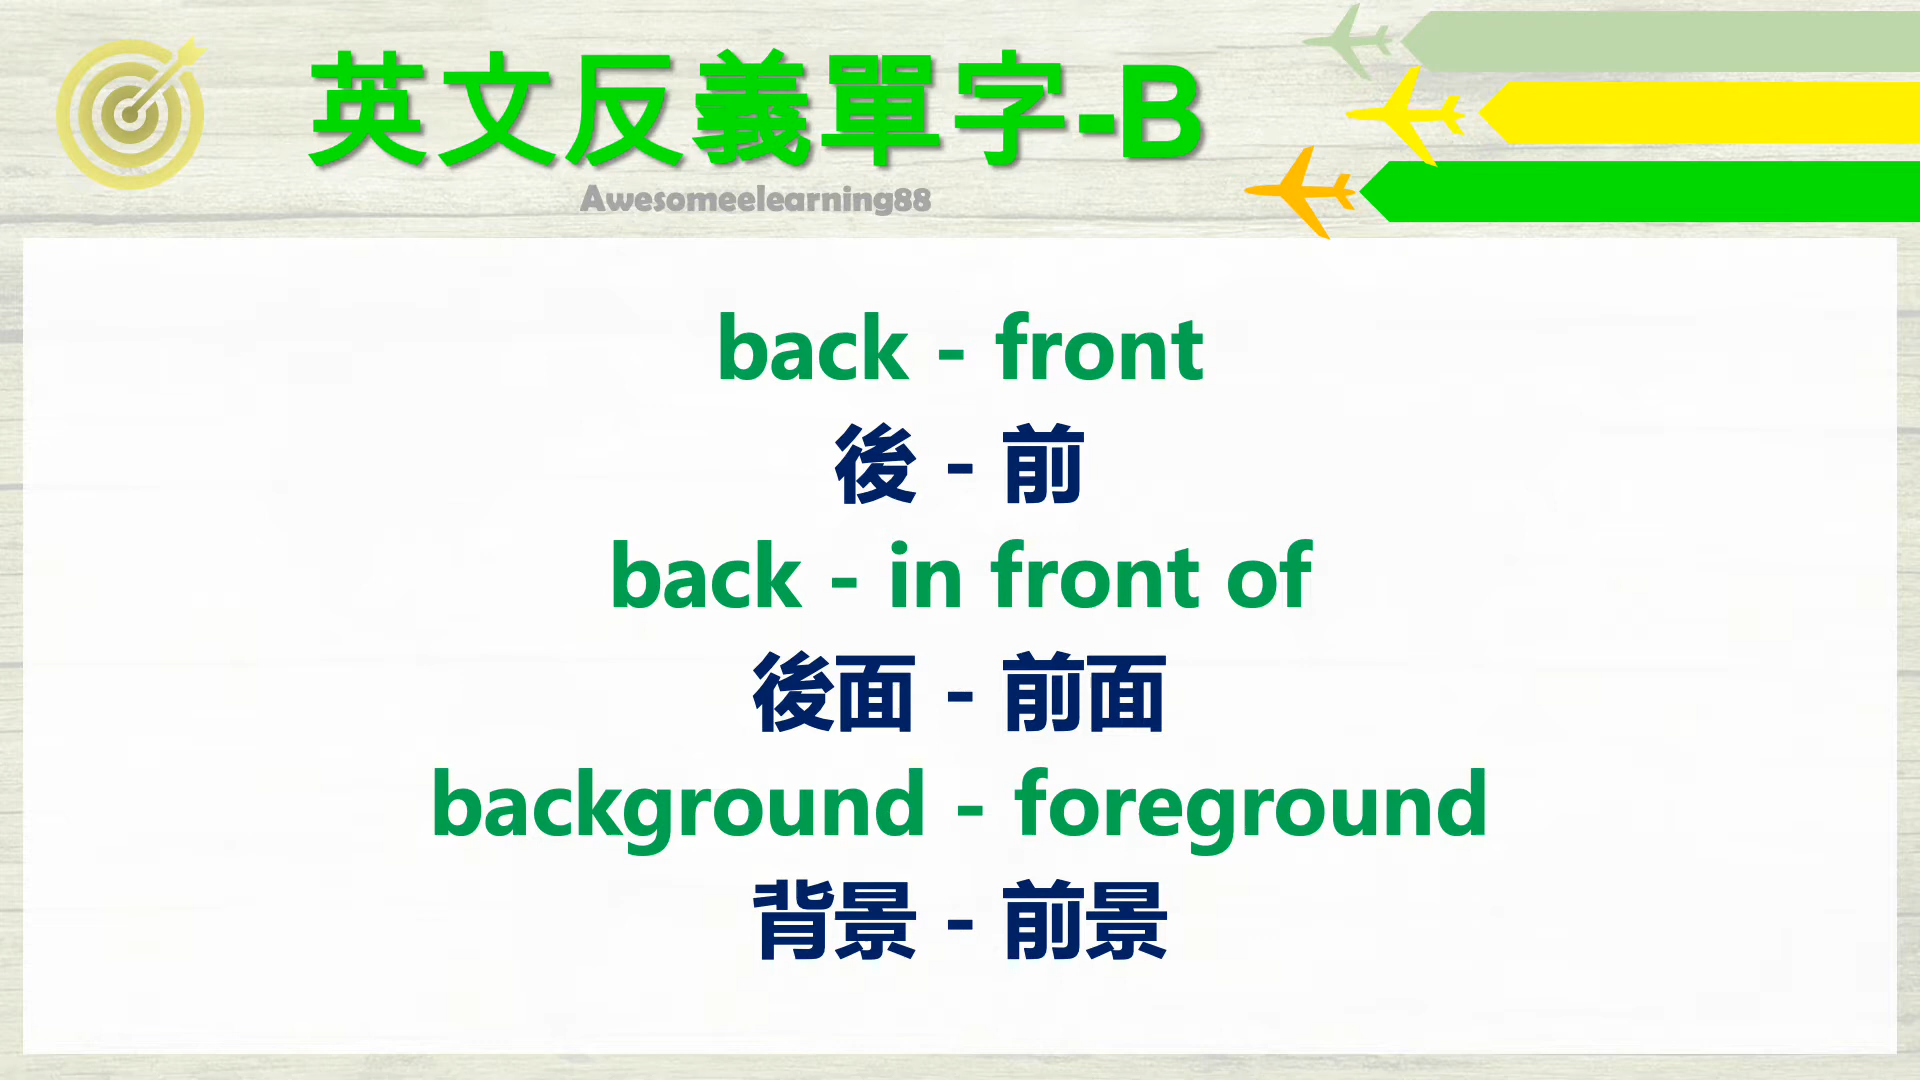 英文反義單字-B
Awesomeelearning88
back - front
後 - 前
back - in front of
後面 - 前面
background - foreground
背景 - 前景